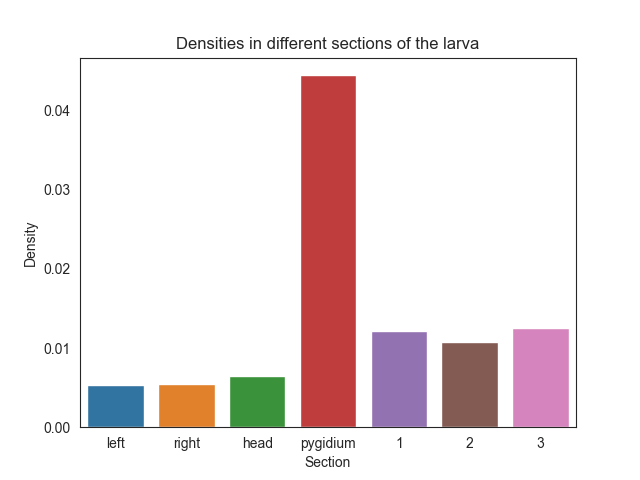 Densities in different sections of the larva
Density
0.04
0.03
0.02
0.01
0.00
left right head pygidium 1 2 3
Section